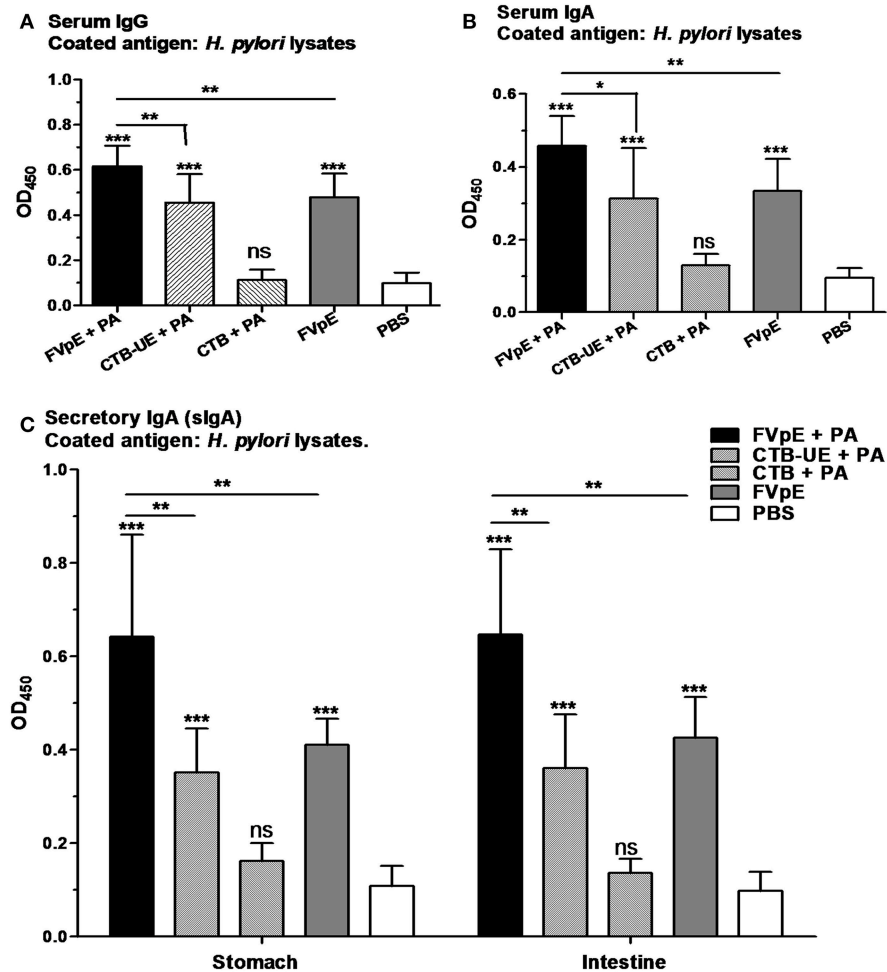 A Serum IgG
Coated antigen: H. pylori lysates
1.0
0.8
0.6
0.4
0.2
0.0
OD450
**
**
***
***
ns
***
FVpE + PA
CTB-UE + PA
CTB + PA
FVpE
PBS
B Serum IgA
Coated antigen: H. pylori lysates
0.6
0.4
0.2
0.0
OD450
**
*
***
***
ns
***
FVpE + PA
CTB-UE + PA
CTB + PA
FVpE
PBS
C Secretory IgA (sIgA)
Coated antigen: H. pylori lysates.
FVpE + PA
CTB-UE + PA
CTB + PA
FVpE
PBS
1.0
0.8
0.6
0.4
0.2
0.0
OD450
**
**
***
***
ns
***
**
**
***
***
ns
***
Stomach
Intestine